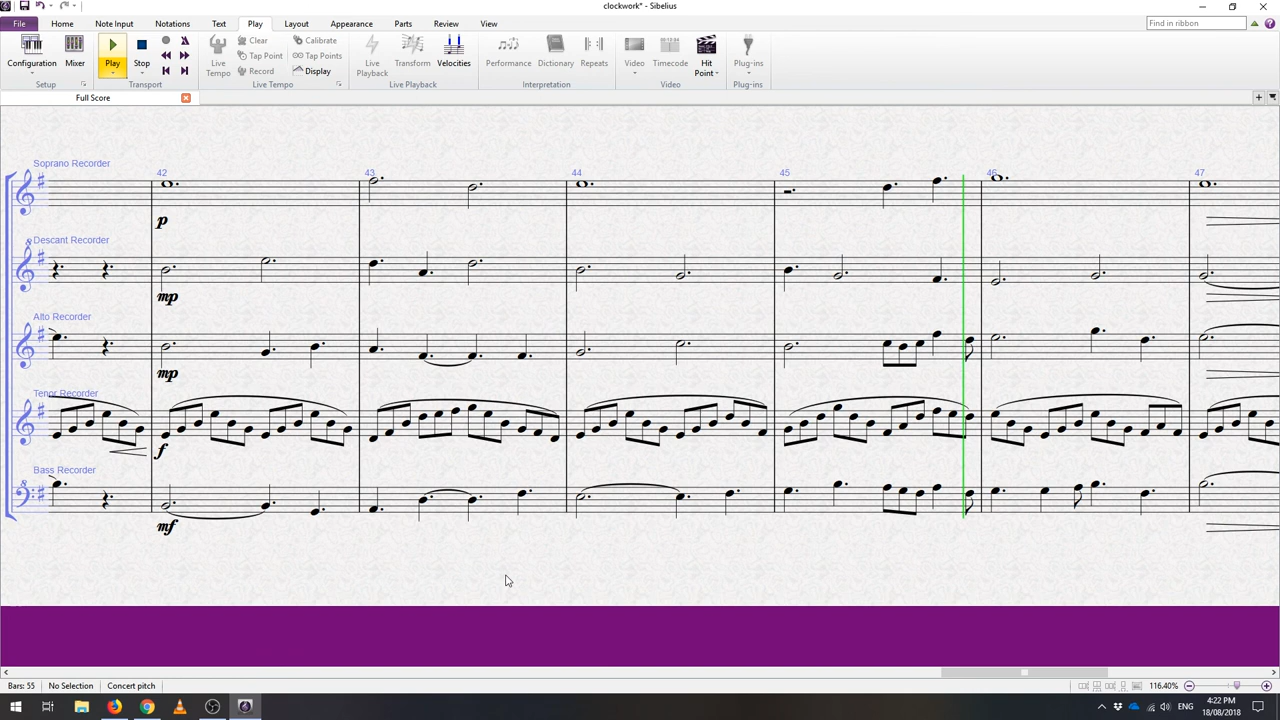 clockwork* - Sibelius
File Home Note Input Notations Text Play Layout Appearance Parts Review View Find in ribbon
Configuration Mixer Play Stop Live Tempo Clear Tap Point Record Calibrate Tap Points Display Live Playback Transform Velocities Performance Dictionary Repeats Video Timecode Hit Point Plug-ins
Setup Transport Live Tempo Live Playback Interpretation Video Plug-ins
Full Score
Soprano Recorder
42 43 44 45 46 47
p
Descant Recorder
mp
Alto Recorder
mp
Tenor Recorder
f
Bass Recorder
mf
Bars: 55 No Selection Concert pitch 116.40%
ENG 4:22 PM
18/08/2018